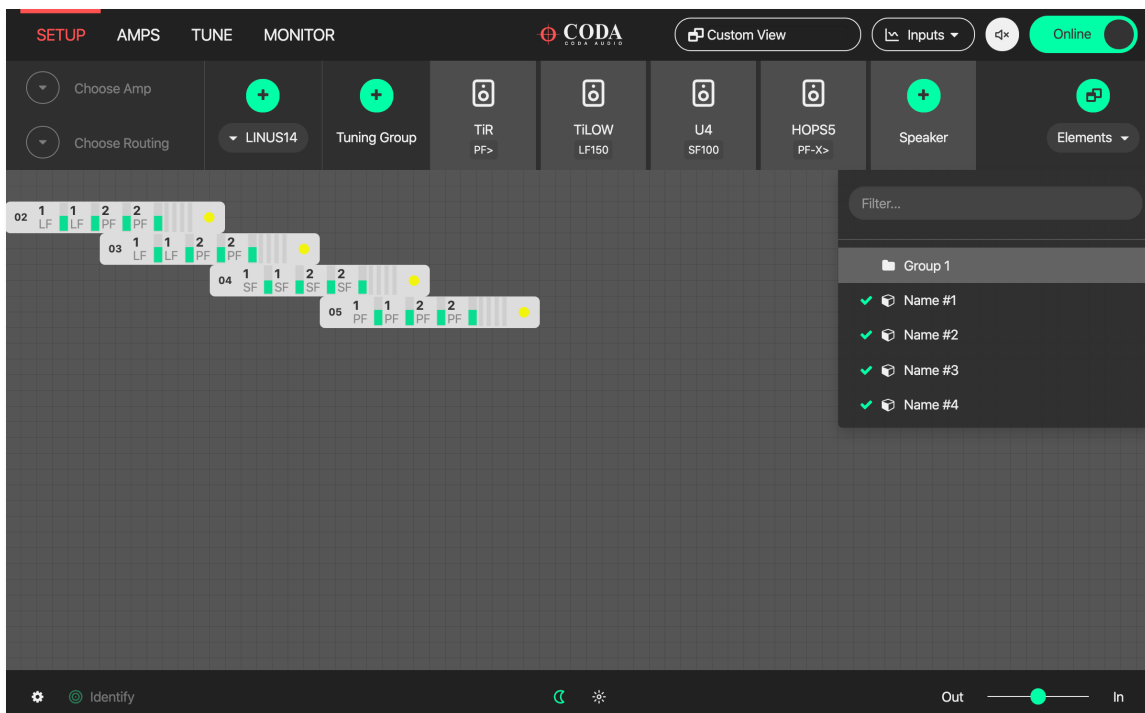 SETUP AMPS TUNE MONITOR CODA Custom View Inputs Online
CODA AUDIO
Choose Amp
Choose Routing
LINUS14
Tuning Group
TiR
PF>
TiLOW
LF150
U4
SF100
HOPS5
PF-X>
Speaker
Elements
Filter...
Group 1
Name #1
Name #2
Name #3
Name #4
02 1 1 2 2
LF LF PF PF
03 1 1 2 2
LF LF PF PF
04 1 1 2 2
SF SF SF SF
05 1 1 2 2
PF PF PF PF
Identify
Out In